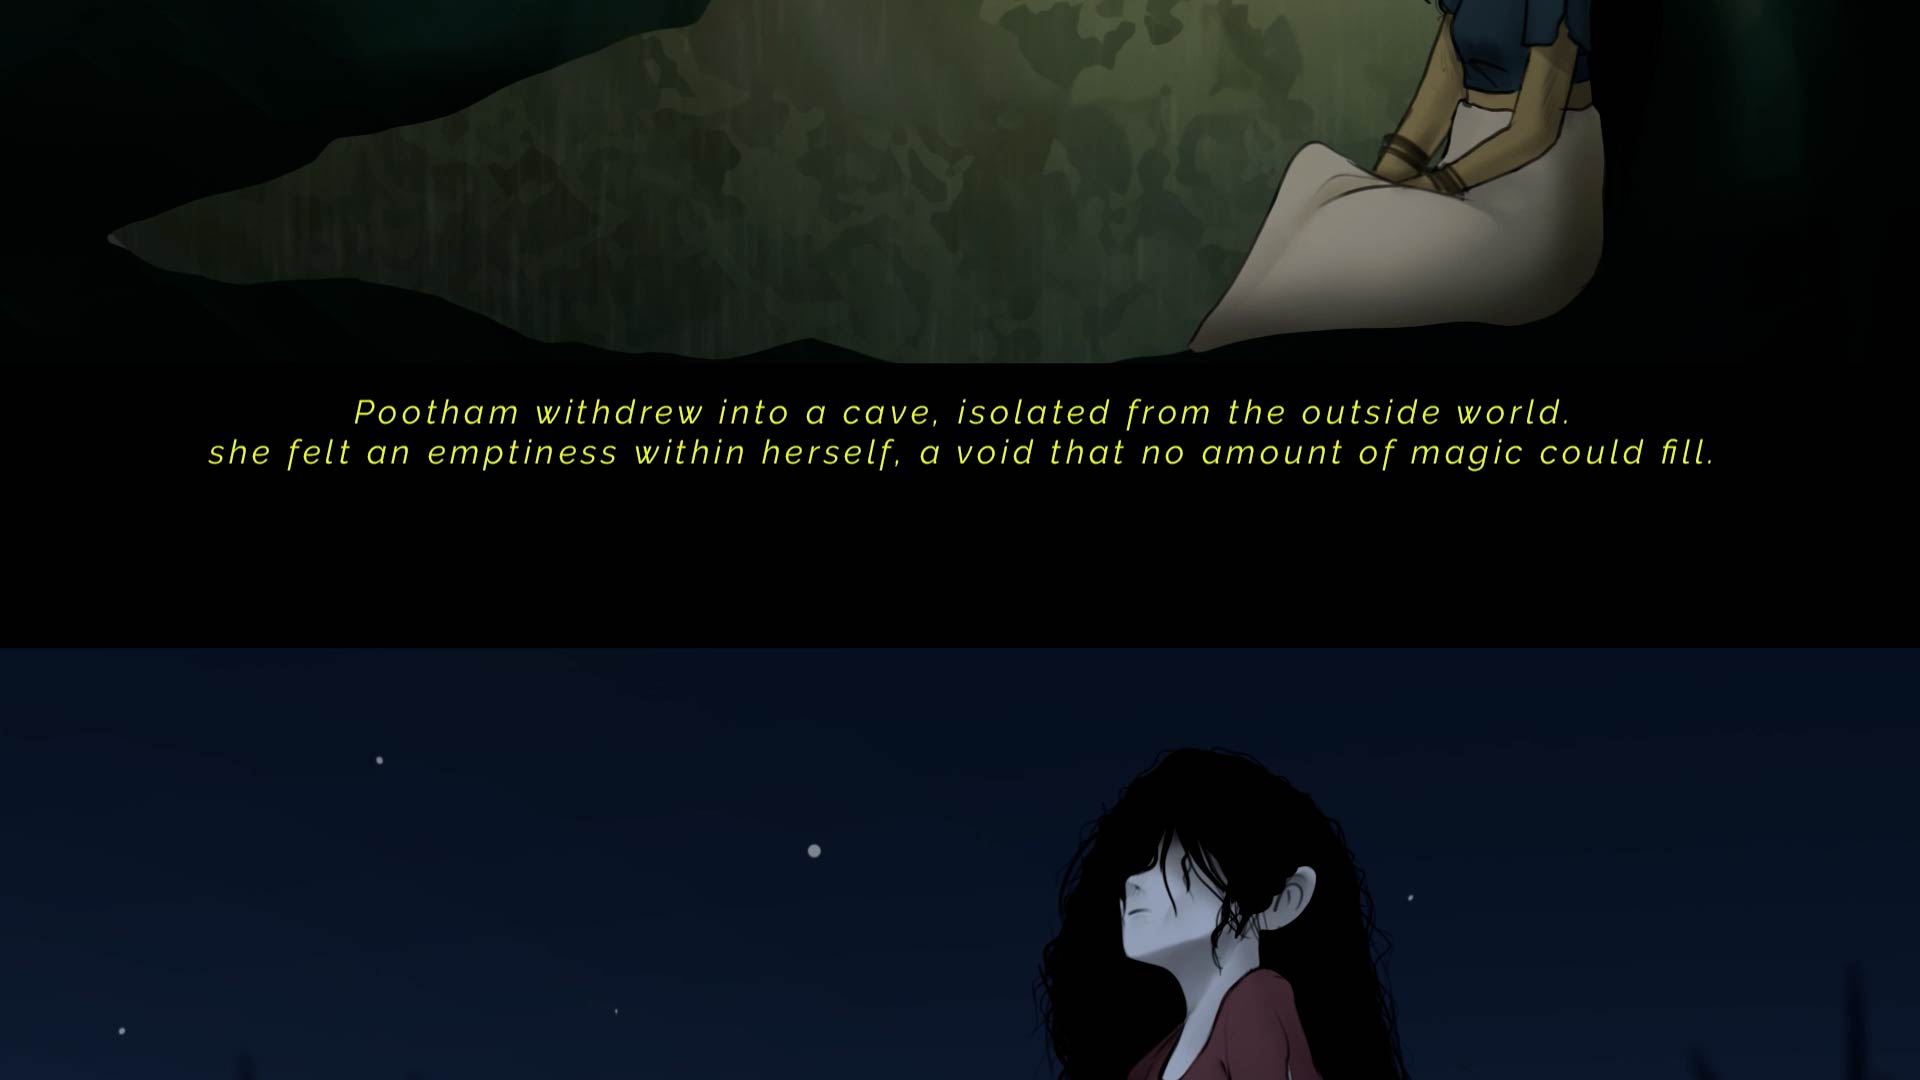 Pootham withdrew into a cave, isolated from the outside world.
she felt an emptiness within herself, a void that no amount of magic could fill.